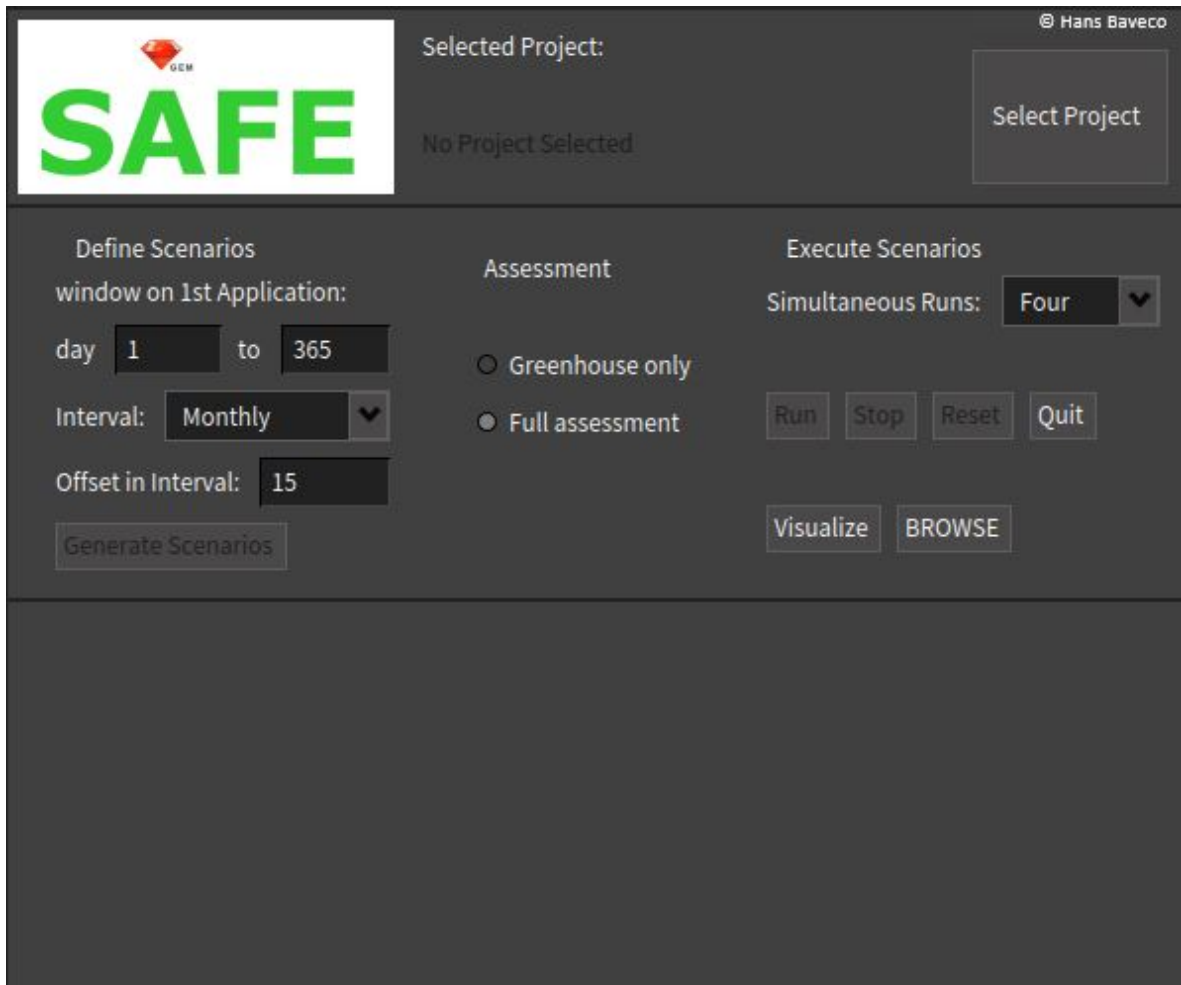 © Hans Baveco
GEM
SAFE
Selected Project:
No Project Selected
Select Project
Define Scenarios
window on 1st Application:
day 1 to 365
Interval: Monthly
Offset in Interval: 15
Generate Scenarios
Assessment
Greenhouse only
Full assessment
Execute Scenarios
Simultaneous Runs: Four
Run Stop Reset Quit
Visualize BROWSE